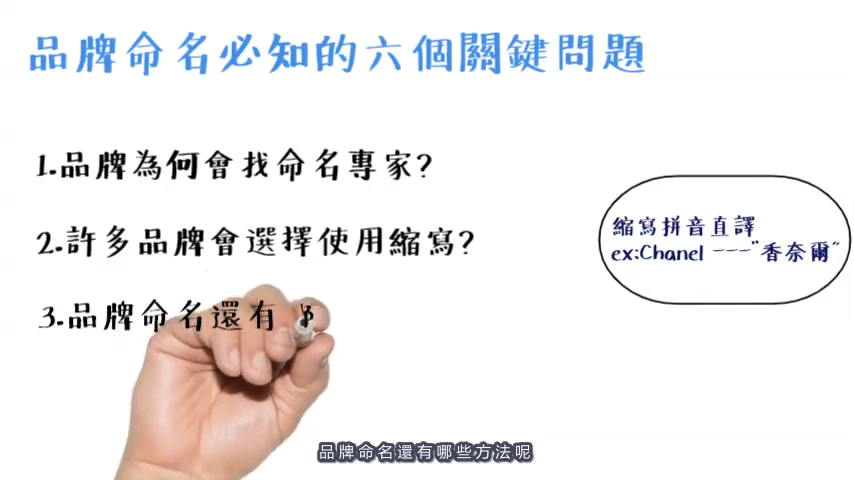 品牌命名必知的六個關鍵問題
1.品牌為何會找命名專家?
2.許多品牌會選擇使用縮寫?
縮寫拼音直譯
ex:Chanel ---"香奈爾"
3.品牌命名還有
品牌命名還有哪些方法呢